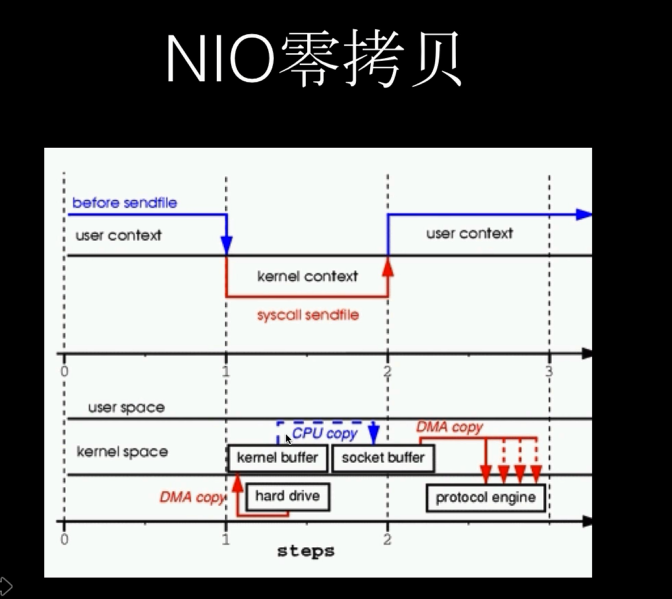 NIO零拷贝
before sendfile
user context
user context
kernel context
syscall sendfile
0 1 2 3
user space
CPU copy
DMA copy
kernel space
kernel buffer
socket buffer
DMA copy
hard drive
protocol engine
0 1 2
steps